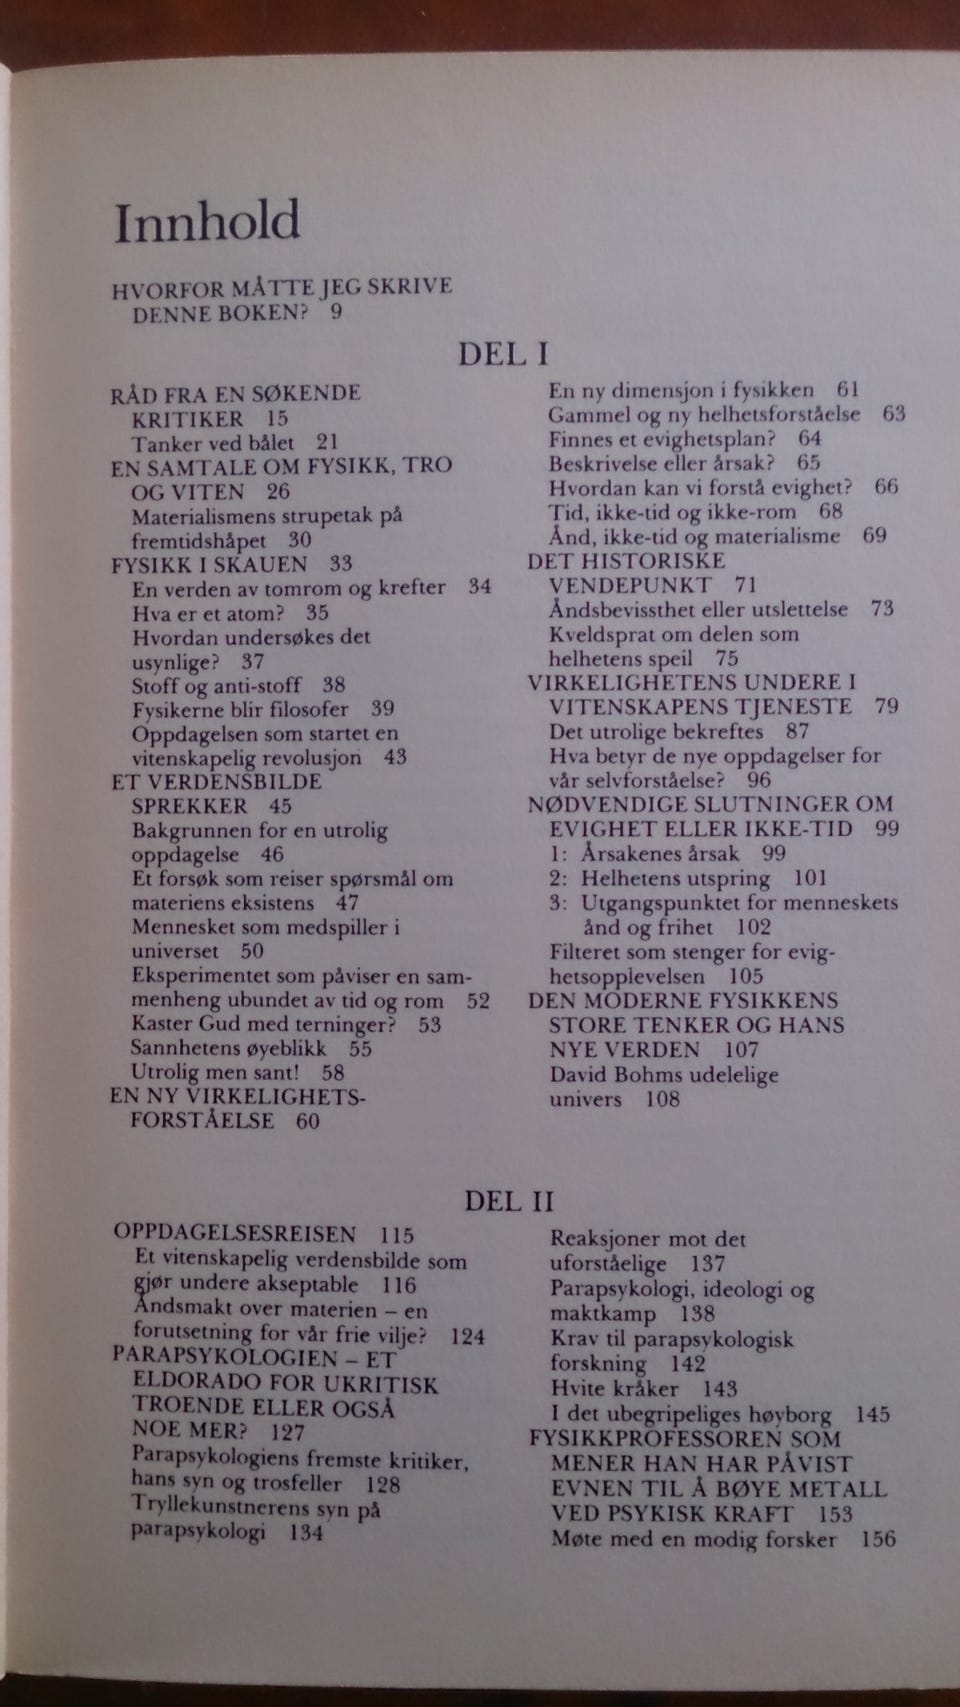 Innhold
HVORFOR MÅTTE JEG SKRIVE
DENNE BOKEN? 9
DEL I
RÅD FRA EN SØKENDE
KRITIKER 15
Tanker ved bålet 21
EN SAMTALE OM FYSIKK, TRO
OG VITEN 26
Materialismens strupetak på
fremtidshåpet 30
FYSIKK I SKAUEN 33
En verden av tomrom og krefter 34
Hva er et atom? 35
Hvordan undersøkes det
usynlige? 37
Stoff og anti-stoff 38
Fysikerne blir filosofer 39
Oppdagelsen som startet en
vitenskapelig revolusjon 43
ET VERDENSBILDE
SPREKKER 45
Bakgrunnen for en utrolig
oppdagelse 46
Et forsøk som reiser spørsmål om
materiens eksistens 47
Mennesket som medspiller i
universet 50
Eksperimentet som påviser en sam-
menheng ubundet av tid og rom 52
Kaster Gud med terninger? 53
Sannhetens øyeblikk 55
Utrolig men sant! 58
EN NY VIRKELIGHETS-
FORSTÅELSE 60
En ny dimensjon i fysikken 61
Gammel og ny helhetsforståelse 63
Finnes et evighetsplan? 64
Beskrivelse eller årsak? 65
Hvordan kan vi forstå evighet? 66
Tid, ikke-tid og ikke-rom 68
Ånd, ikke-tid og materialisme 69
DET HISTORISKE
VENDEPUNKT 71
Åndsbevissthet eller utslettelse 73
Kveldsprat om delen som
helhetens speil 75
VIRKELIGHETENS UNDERE I
VITENSKAPENS TJENESTE 79
Det utrolige bekreftes 87
Hva betyr de nye oppdagelser for
vår selvforståelse? 96
NØDVENDIGE SLUTNINGER OM
EVIGHET ELLER IKKE-TID 99
1: Årsakenes årsak 99
2: Helhetens utspring 101
3: Utgangspunktet for menneskets
ånd og frihet 102
Filteret som stenger for evig-
hetsopplevelsen 105
DEN MODERNE FYSIKKENS
STORE TENKER OG HANS
NYE VERDEN 107
David Bohms udelelige
univers 108
DEL II
OPPDAGELSESREISEN 115
Et vitenskapelig verdensbilde som
gjør undere akseptable 116
Åndsmakt over materien – en
forutsetning for vår frie vilje? 124
PARAPSYKOLOGIEN – ET
ELDORADO FOR UKRITISK
TROENDE ELLER OGSÅ
NOE MER? 127
Parapsykologiens fremste kritiker,
hans syn og trosfeller 128
Tryllekunstnerens syn på
parapsykologi 134
Reaksjoner mot det
uforståelige 137
Parapsykologi, ideologi og
maktkamp 138
Krav til parapsykologisk
forskning 142
Hvite kråker 143
I det ubegripeliges høyborg 145
FYSIKKPROFESSOREN SOM
MENER HAN HAR PÅVIST
EVNEN TIL Å BØYE METALL
VED PSYKISK KRAFT 153
Møte med en modig forsker 156